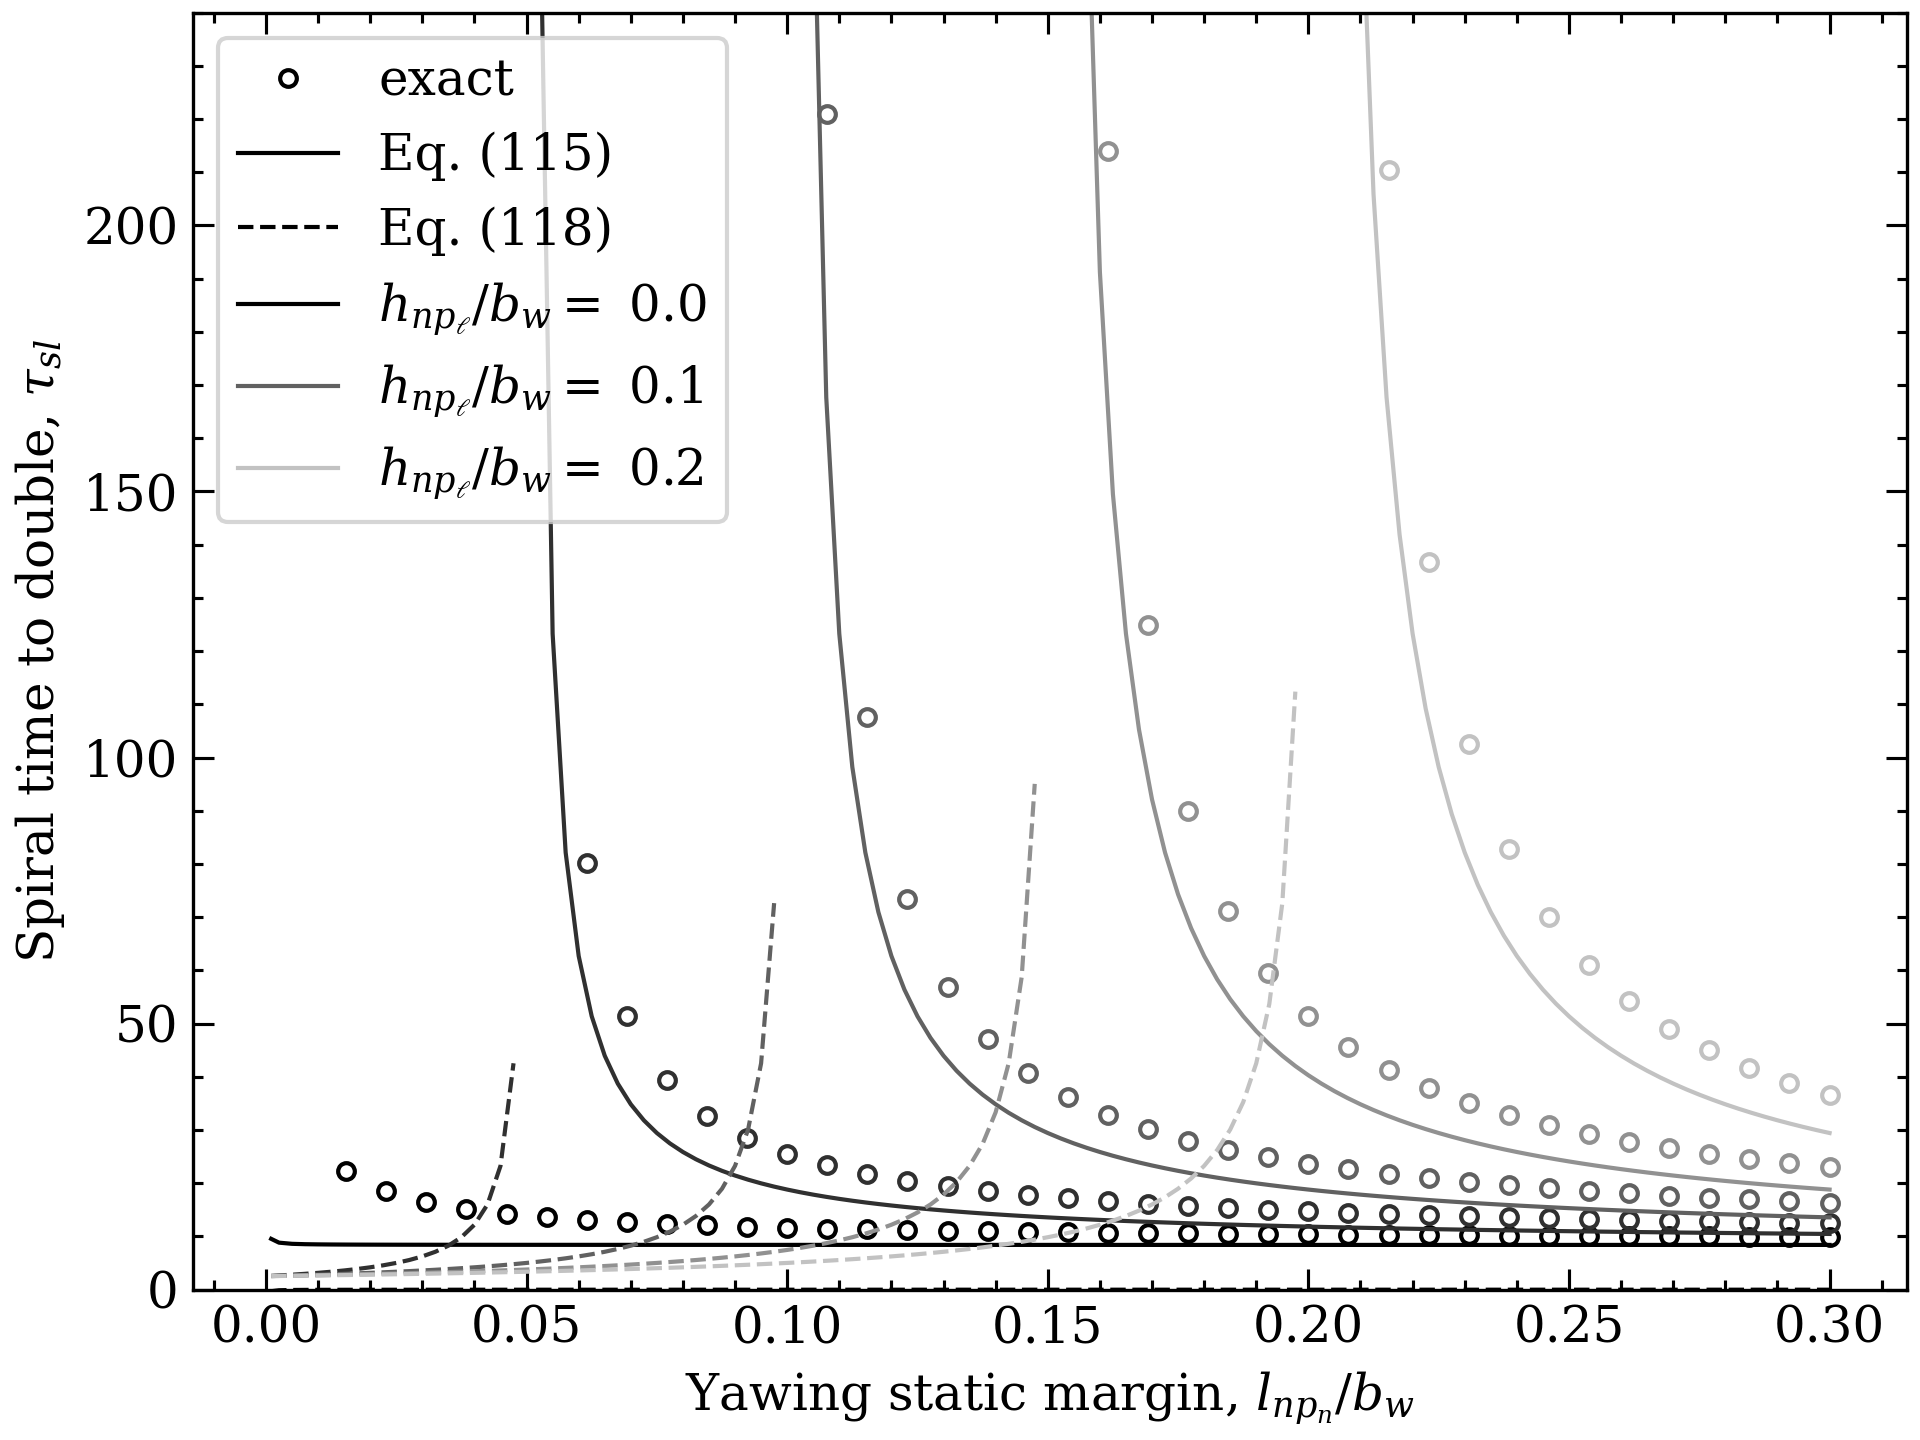 exact
Eq. (115)
Eq. (118)
h_{np_ℓ}/b_w = 0.0
h_{np_ℓ}/b_w = 0.1
h_{np_ℓ}/b_w = 0.2
Spiral time to double, τ_{sl}
200
150
100
50
0
0.00 0.05 0.10 0.15 0.20 0.25 0.30
Yawing static margin, l_{np_n}/b_w